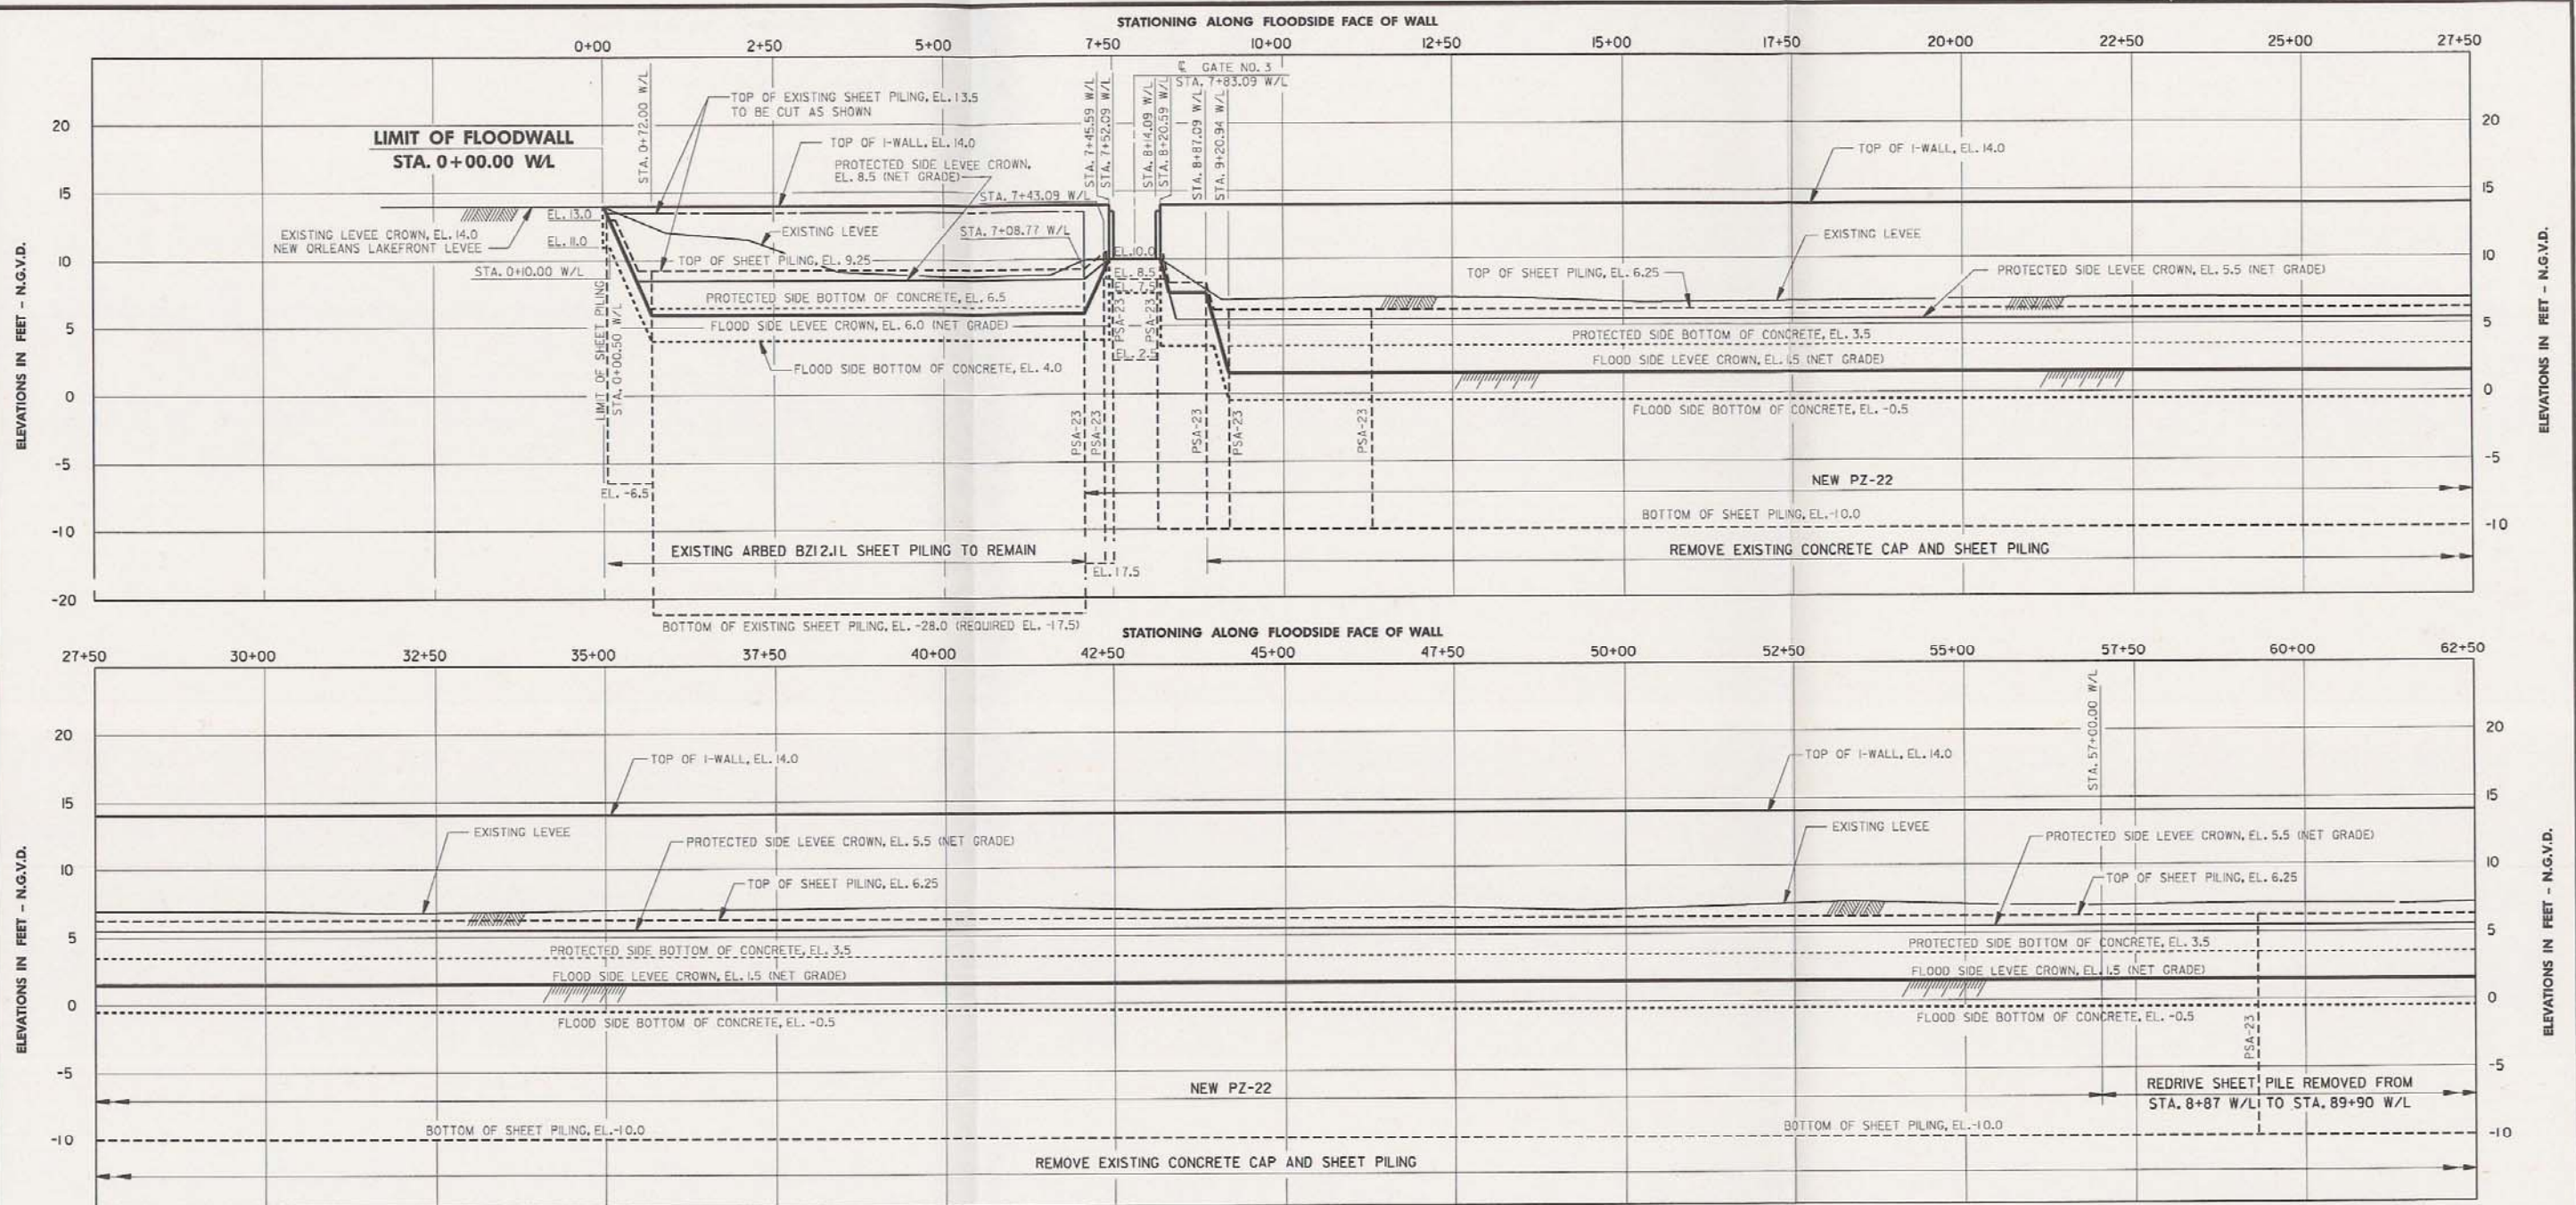 STATIONING ALONG FLOODSIDE FACE OF WALL
0+00 2+50 5+00 7+50 10+00 12+50 15+00 17+50 20+00 22+50 25+00 27+50
℄ GATE NO. 3
STA. 7+83.09 W/L
STA. 0+72.00 W/L
STA. 7+45.59 W/L
STA. 7+52.09 W/L
STA. 8+14.09 W/L
STA. 8+20.59 W/L
STA. 8+87.09 W/L
STA. 9+20.94 W/L
TOP OF EXISTING SHEET PILING, EL. 13.5
TO BE CUT AS SHOWN
20
20
LIMIT OF FLOODWALL
STA. 0+00.00 W/L
TOP OF I-WALL, EL. 14.0
TOP OF I-WALL, EL. 14.0
PROTECTED SIDE LEVEE CROWN,
EL. 8.5 (NET GRADE)
15
15
STA. 7+43.09 W/L
EL. 13.0
EXISTING LEVEE CROWN, EL. 14.0
NEW ORLEANS LAKEFRONT LEVEE
EL. 11.0
EXISTING LEVEE
STA. 7+08.77 W/L
EXISTING LEVEE
EL. 10.0
10
10
TOP OF SHEET PILING, EL. 9.25
STA. 0+10.00 W/L
EL. 8.5
TOP OF SHEET PILING, EL. 6.25
PROTECTED SIDE LEVEE CROWN, EL. 5.5 (NET GRADE)
EL. 7.5
PROTECTED SIDE BOTTOM OF CONCRETE, EL. 6.5
FLOOD SIDE LEVEE CROWN, EL. 6.0 (NET GRADE)
5
5
PSA-23
PSA-23
PROTECTED SIDE BOTTOM OF CONCRETE, EL. 3.5
EL. 2.5
FLOOD SIDE LEVEE CROWN, EL. 1.5 (NET GRADE)
FLOOD SIDE BOTTOM OF CONCRETE, EL. 4.0
LIMIT OF SHEET PILING
STA. 0+00.50 W/L
0
0
FLOOD SIDE BOTTOM OF CONCRETE, EL. -0.5
PSA-23
PSA-23
PSA-23
PSA-23
PSA-23
ELEVATIONS IN FEET - N.G.V.D.
ELEVATIONS IN FEET - N.G.V.D.
-5
-5
NEW PZ-22
EL. -6.5
BOTTOM OF SHEET PILING, EL.-10.0
-10
-10
EXISTING ARBED BZ12.1L SHEET PILING TO REMAIN
REMOVE EXISTING CONCRETE CAP AND SHEET PILING
EL. 17.5
-20
BOTTOM OF EXISTING SHEET PILING, EL. -28.0 (REQUIRED EL. -17.5)
STATIONING ALONG FLOODSIDE FACE OF WALL
27+50 30+00 32+50 35+00 37+50 40+00 42+50 45+00 47+50 50+00 52+50 55+00 57+50 60+00 62+50
STA. 57+00.00 W/L
20
20
TOP OF I-WALL, EL. 14.0
TOP OF I-WALL, EL. 14.0
15
15
EXISTING LEVEE
EXISTING LEVEE
PROTECTED SIDE LEVEE CROWN, EL. 5.5 (NET GRADE)
PROTECTED SIDE LEVEE CROWN, EL. 5.5 (NET GRADE)
10
10
TOP OF SHEET PILING, EL. 6.25
TOP OF SHEET PILING, EL. 6.25
5
5
PROTECTED SIDE BOTTOM OF CONCRETE, EL. 3.5
PROTECTED SIDE BOTTOM OF CONCRETE, EL. 3.5
FLOOD SIDE LEVEE CROWN, EL. 1.5 (NET GRADE)
FLOOD SIDE LEVEE CROWN, EL. 1.5 (NET GRADE)
0
0
FLOOD SIDE BOTTOM OF CONCRETE, EL. -0.5
FLOOD SIDE BOTTOM OF CONCRETE, EL. -0.5
PSA-23
ELEVATIONS IN FEET - N.G.V.D.
ELEVATIONS IN FEET - N.G.V.D.
-5
-5
NEW PZ-22
REDRIVE SHEET PILE REMOVED FROM
STA. 8+87 W/L TO STA. 89+90 W/L
BOTTOM OF SHEET PILING, EL.-10.0
BOTTOM OF SHEET PILING, EL.-10.0
-10
-10
REMOVE EXISTING CONCRETE CAP AND SHEET PILING